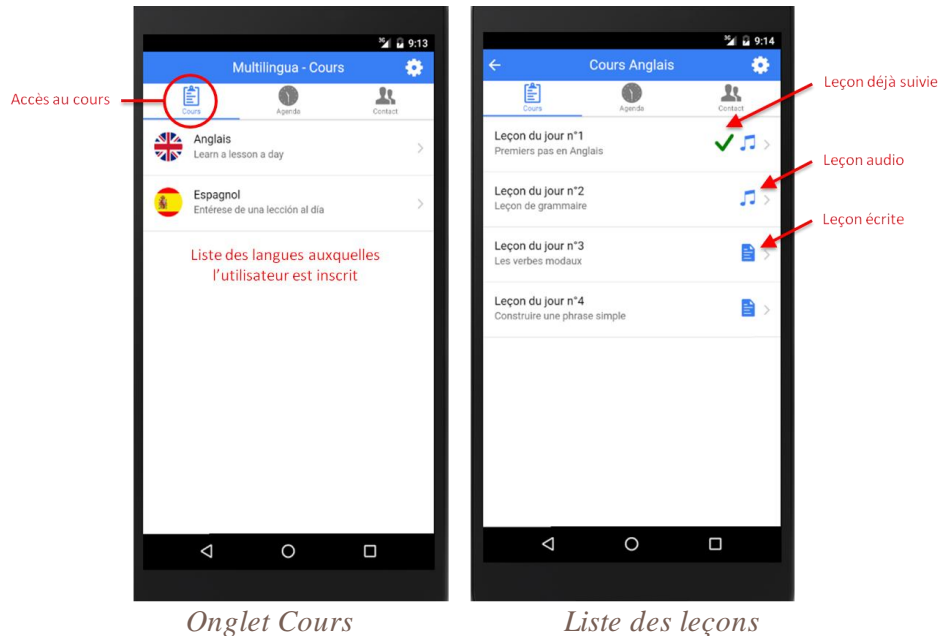 9:13
Multilingua - Cours
Cours
Agenda
Contact
Accès au cours
Anglais
Learn a lesson a day
Espagnol
Entérese de una lección al día
Liste des langues auxquelles
l'utilisateur est inscrit
Onglet Cours
9:14
Cours Anglais
Cours
Agenda
Contact
Leçon déjà suivie
Leçon du jour n°1
Premiers pas en Anglais
Leçon audio
Leçon du jour n°2
Leçon de grammaire
Leçon écrite
Leçon du jour n°3
Les verbes modaux
Leçon du jour n°4
Construire une phrase simple
Liste des leçons